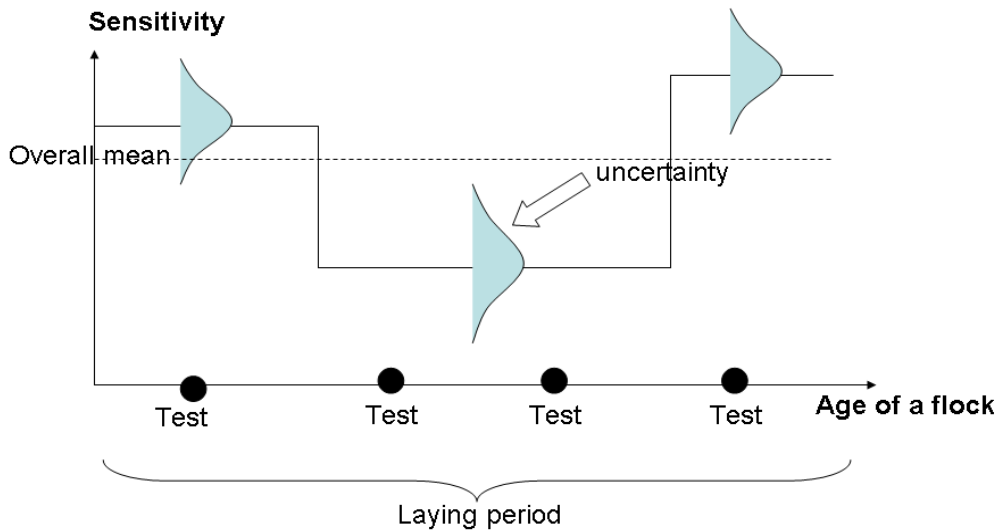 Sensitivity
Overall mean
uncertainty
Test
Test
Test
Test
Age of a flock
Laying period